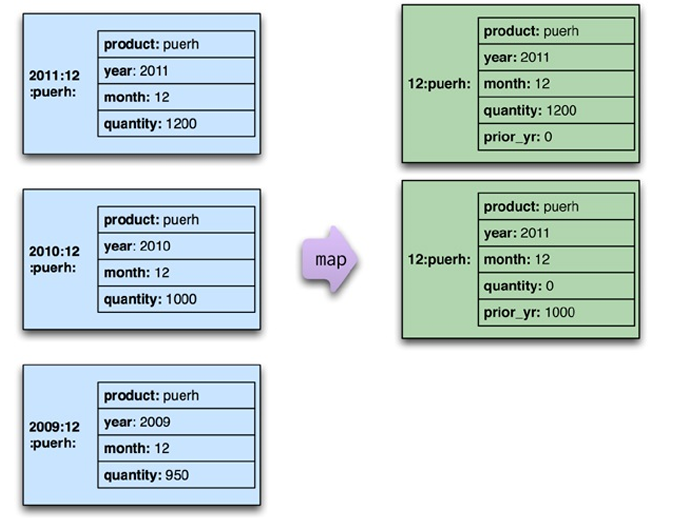 2011:12
:puerh:
product: puerh
year: 2011
month: 12
quantity: 1200
2010:12
:puerh:
product: puerh
year: 2010
month: 12
quantity: 1000
2009:12
:puerh:
product: puerh
year: 2009
month: 12
quantity: 950
map
12:puerh:
product: puerh
year: 2011
month: 12
quantity: 1200
prior_yr: 0
12:puerh:
product: puerh
year: 2011
month: 12
quantity: 0
prior_yr: 1000